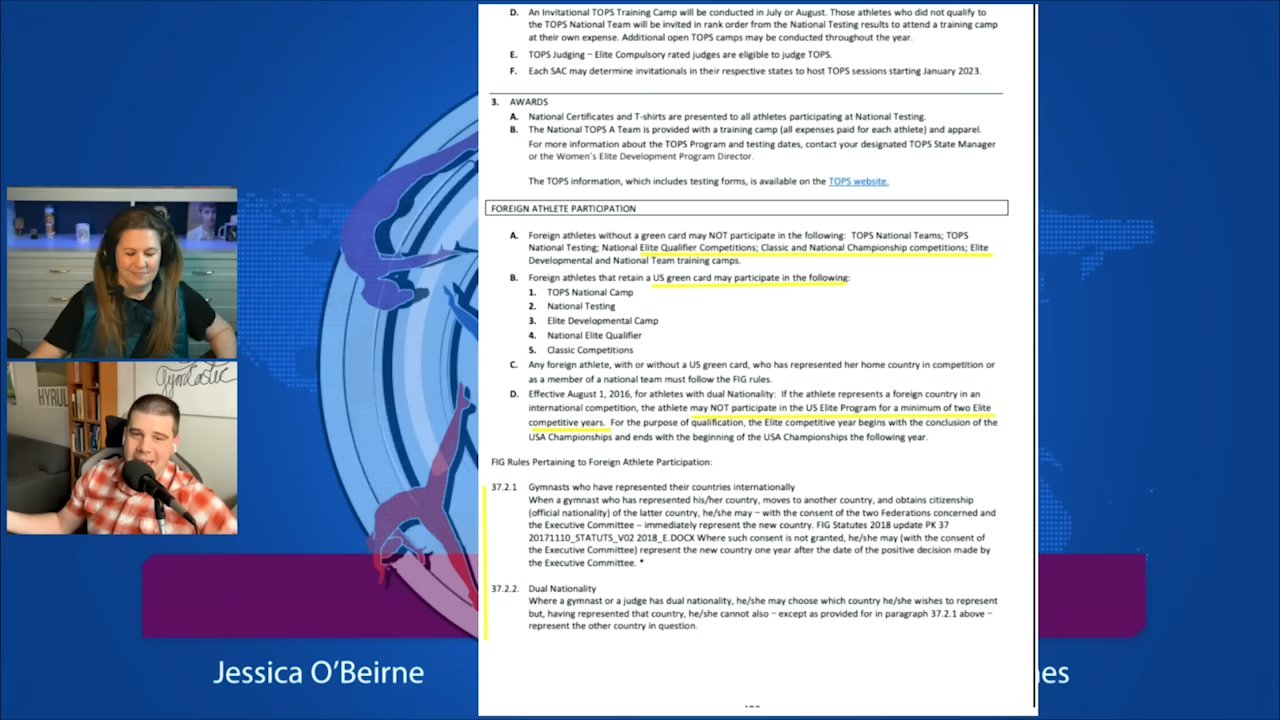 D. An Invitational TOPS Training Camp will be conducted in July or August. Those athletes who did not qualify to
the TOPS National Team will be invited in rank order from the National Testing results to attend a training camp
at their own expense. Additional open TOPS camps may be conducted throughout the year.
E. TOPS Judging – Elite Compulsory rated judges are eligible to judge TOPS.
F. Each SAC may determine invitationals in their respective states to host TOPS sessions starting January 2023.
3. AWARDS
A. National Certificates and T-shirts are presented to all athletes participating at National Testing.
B. The National TOPS A Team is provided with a training camp (all expenses paid for each athlete) and apparel.
For more information about the TOPS Program and testing dates, contact your designated TOPS State Manager
or the Women's Elite Development Program Director.
The TOPS information, which includes testing forms, is available on the TOPS website.
FOREIGN ATHLETE PARTICIPATION
A. Foreign athletes without a green card may NOT participate in the following: TOPS National Teams; TOPS
National Testing; National Elite Qualifier Competitions; Classic and National Championship competitions; Elite
Developmental and National Team training camps.
B. Foreign athletes that retain a US green card may participate in the following:
1. TOPS National Camp
2. National Testing
3. Elite Developmental Camp
4. National Elite Qualifier
5. Classic Competitions
C. Any foreign athlete, with or without a US green card, who has represented her home country in competition or
as a member of a national team must follow the FIG rules.
D. Effective August 1, 2016, for athletes with dual Nationality: If the athlete represents a foreign country in an
international competition, the athlete may NOT participate in the US Elite Program for a minimum of two Elite
competitive years. For the purpose of qualification, the Elite competitive year begins with the conclusion of the
USA Championships and ends with the beginning of the USA Championships the following year.
FIG Rules Pertaining to Foreign Athlete Participation:
37.2.1 Gymnasts who have represented their countries internationally
When a gymnast who has represented his/her country, moves to another country, and obtains citizenship
(official nationality) of the latter country, he/she may – with the consent of the two Federations concerned and
the Executive Committee – immediately represent the new country. FIG Statutes 2018 update PK 37
20171110_STATUTS_V02 2018_E.DOCX Where such consent is not granted, he/she may (with the consent of
the Executive Committee) represent the new country one year after the date of the positive decision made by
the Executive Committee. *
37.2.2. Dual Nationality
Where a gymnast or a judge has dual nationality, he/she may choose which country he/she wishes to represent
but, having represented that country, he/she cannot also – except as provided for in paragraph 37.2.1 above –
represent the other country in question.
HYRUL
GymCastic
Jessica O'Beirne
nes